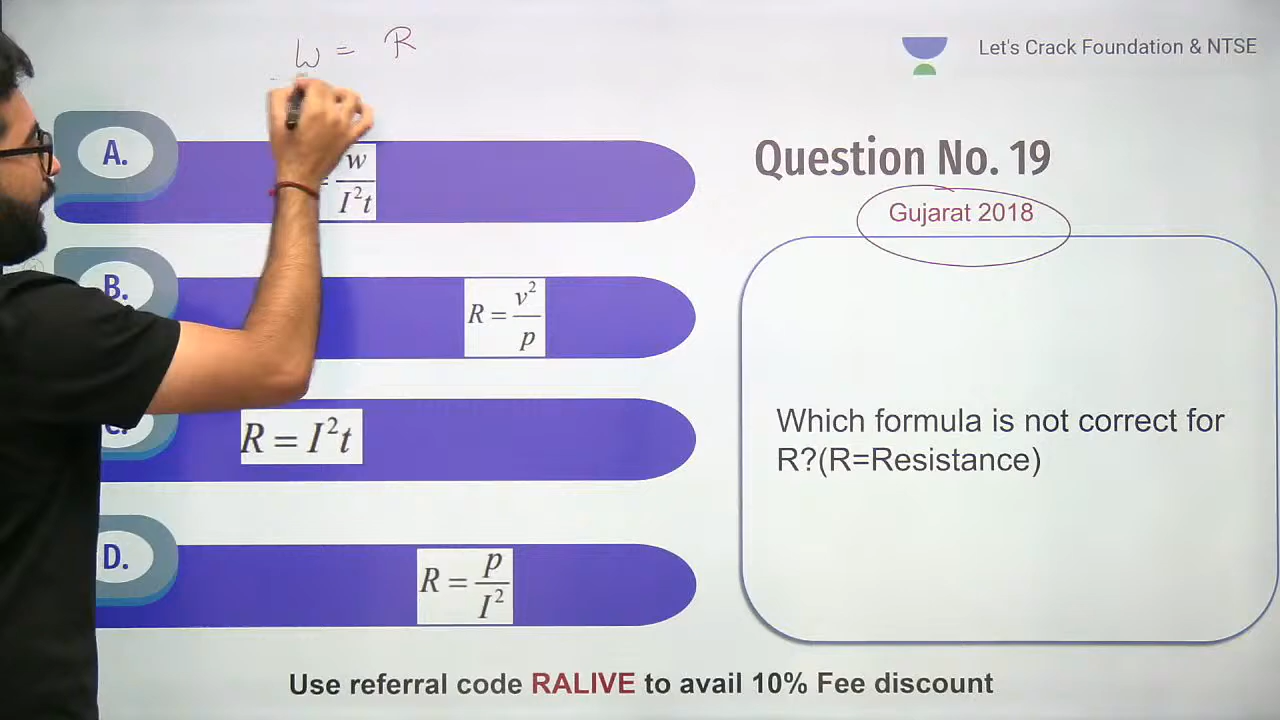 W = R
Let's Crack Foundation & NTSE
A.
= w / I²t
Question No. 19
Gujarat 2018
B.
R = v² / p
Which formula is not correct for
R?(R=Resistance)
C.
R = I²t
D.
R = p / I²
Use referral code RALIVE to avail 10% Fee discount